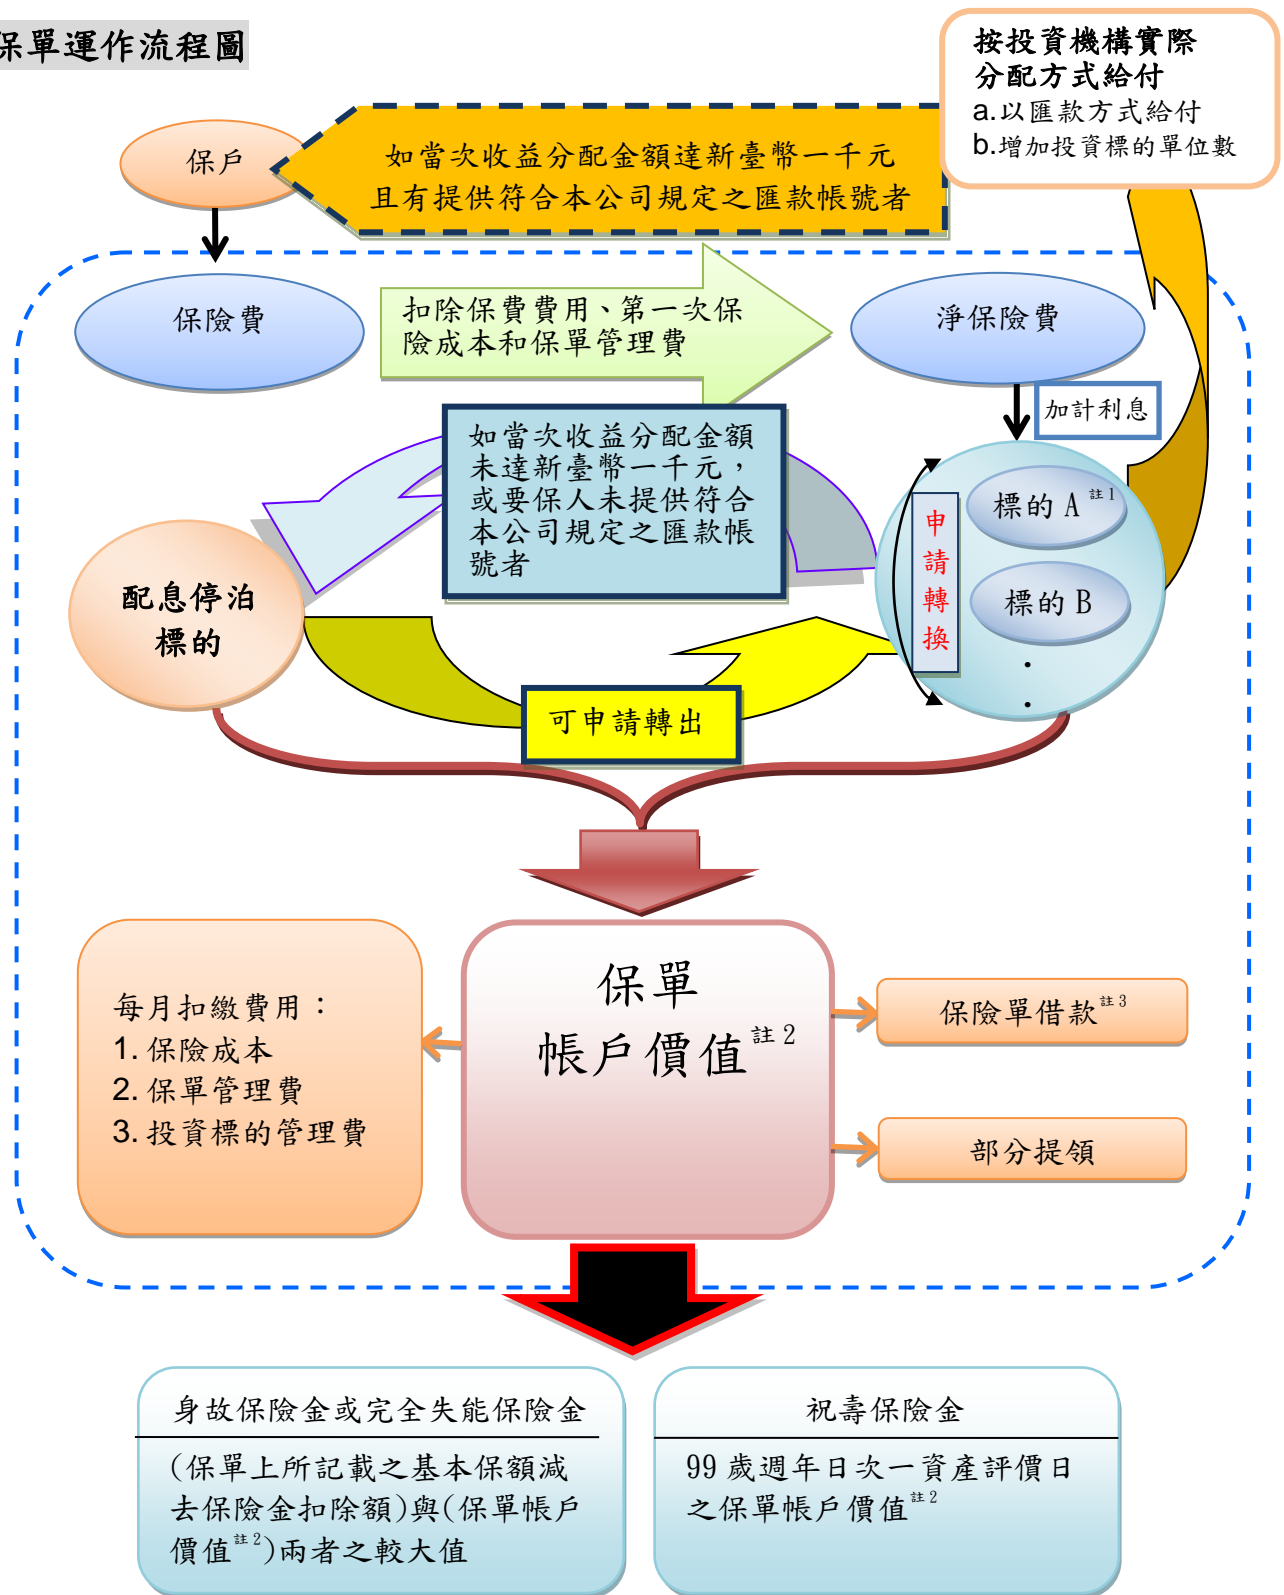 保單運作流程圖
按投資機構實際
分配方式給付
a.以匯款方式給付
b.增加投資標的單位數
保戶
如當次收益分配金額達新臺幣一千元
且有提供符合本公司規定之匯款帳號者
保險費
扣除保費費用、第一次保
險成本和保單管理費
淨保險費
加計利息
如當次收益分配金額
未達新臺幣一千元，
或要保人未提供符合
本公司規定之匯款帳
號者
申請轉換
標的 A 註 1
標的 B
．
．
配息停泊
標的
可申請轉出
每月扣繳費用：
1. 保險成本
2. 保單管理費
3. 投資標的管理費
保單
帳戶價值註 2
保險單借款註 3
部分提領
身故保險金或完全失能保險金
(保單上所記載之基本保額減
去保險金扣除額)與(保單帳戶
價值註 2)兩者之較大值
祝壽保險金
99 歲週年日次一資產評價日
之保單帳戶價值註 2